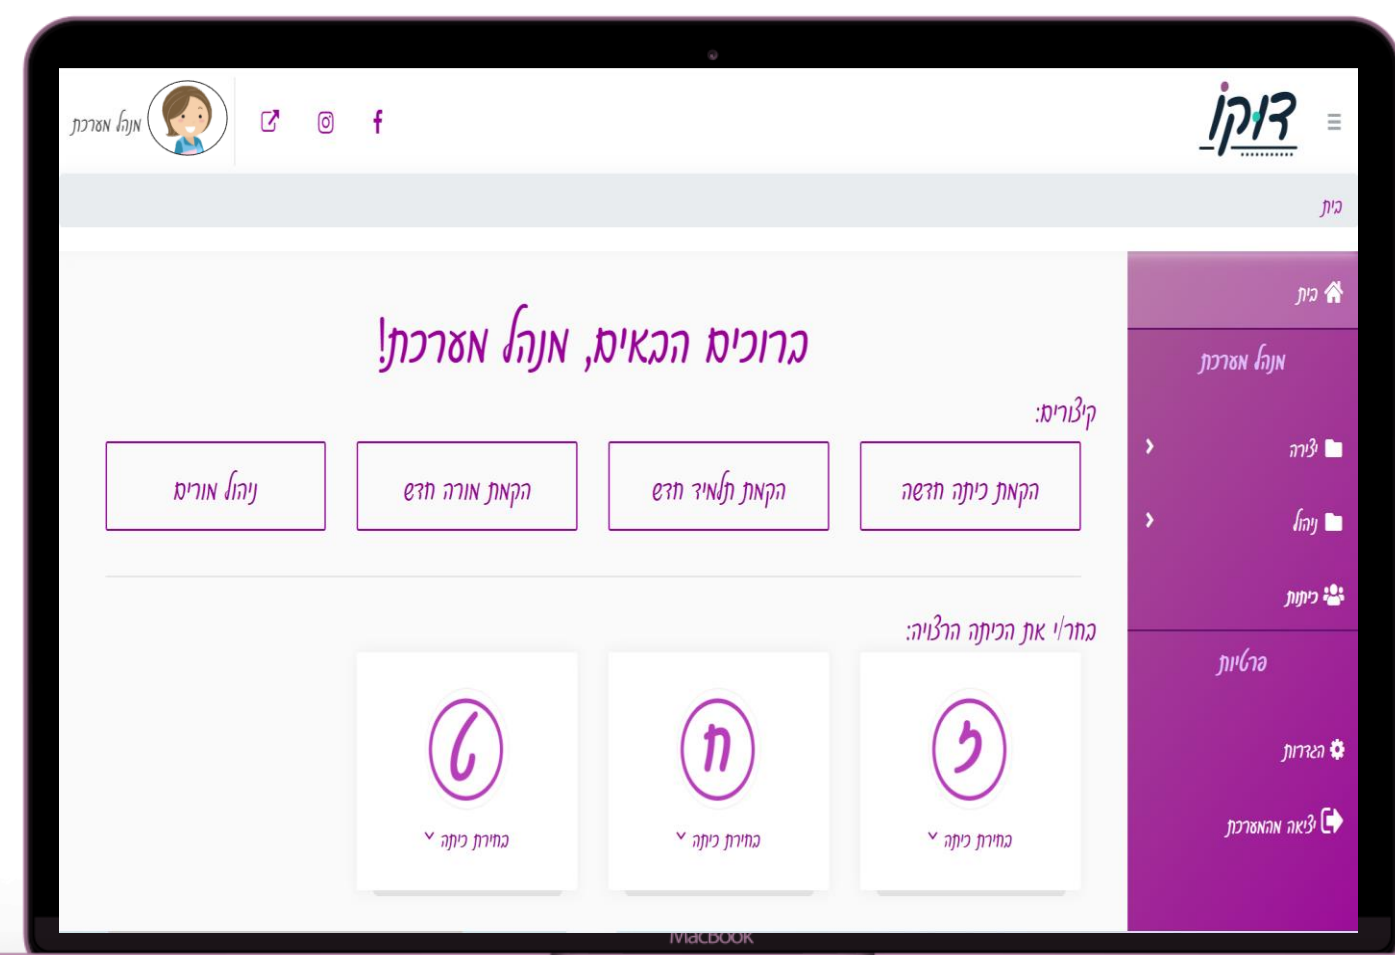 דוקו
מנהל מערכת
בית
בית
מנהל מערכת
יצירה
ניהול
כיתות
פרטיות
הגדרות
יציאה מהמערכת
ברוכים הבאים, מנהל מערכת!
קיצורים:
הקמת כיתה חדשה
הקמת תלמיד חדש
הקמת מורה חדש
ניהול מורים
בחר/י את הכיתה הרצויה:
ז
ח
ט
בחירת כיתה
בחירת כיתה
בחירת כיתה
MacBook